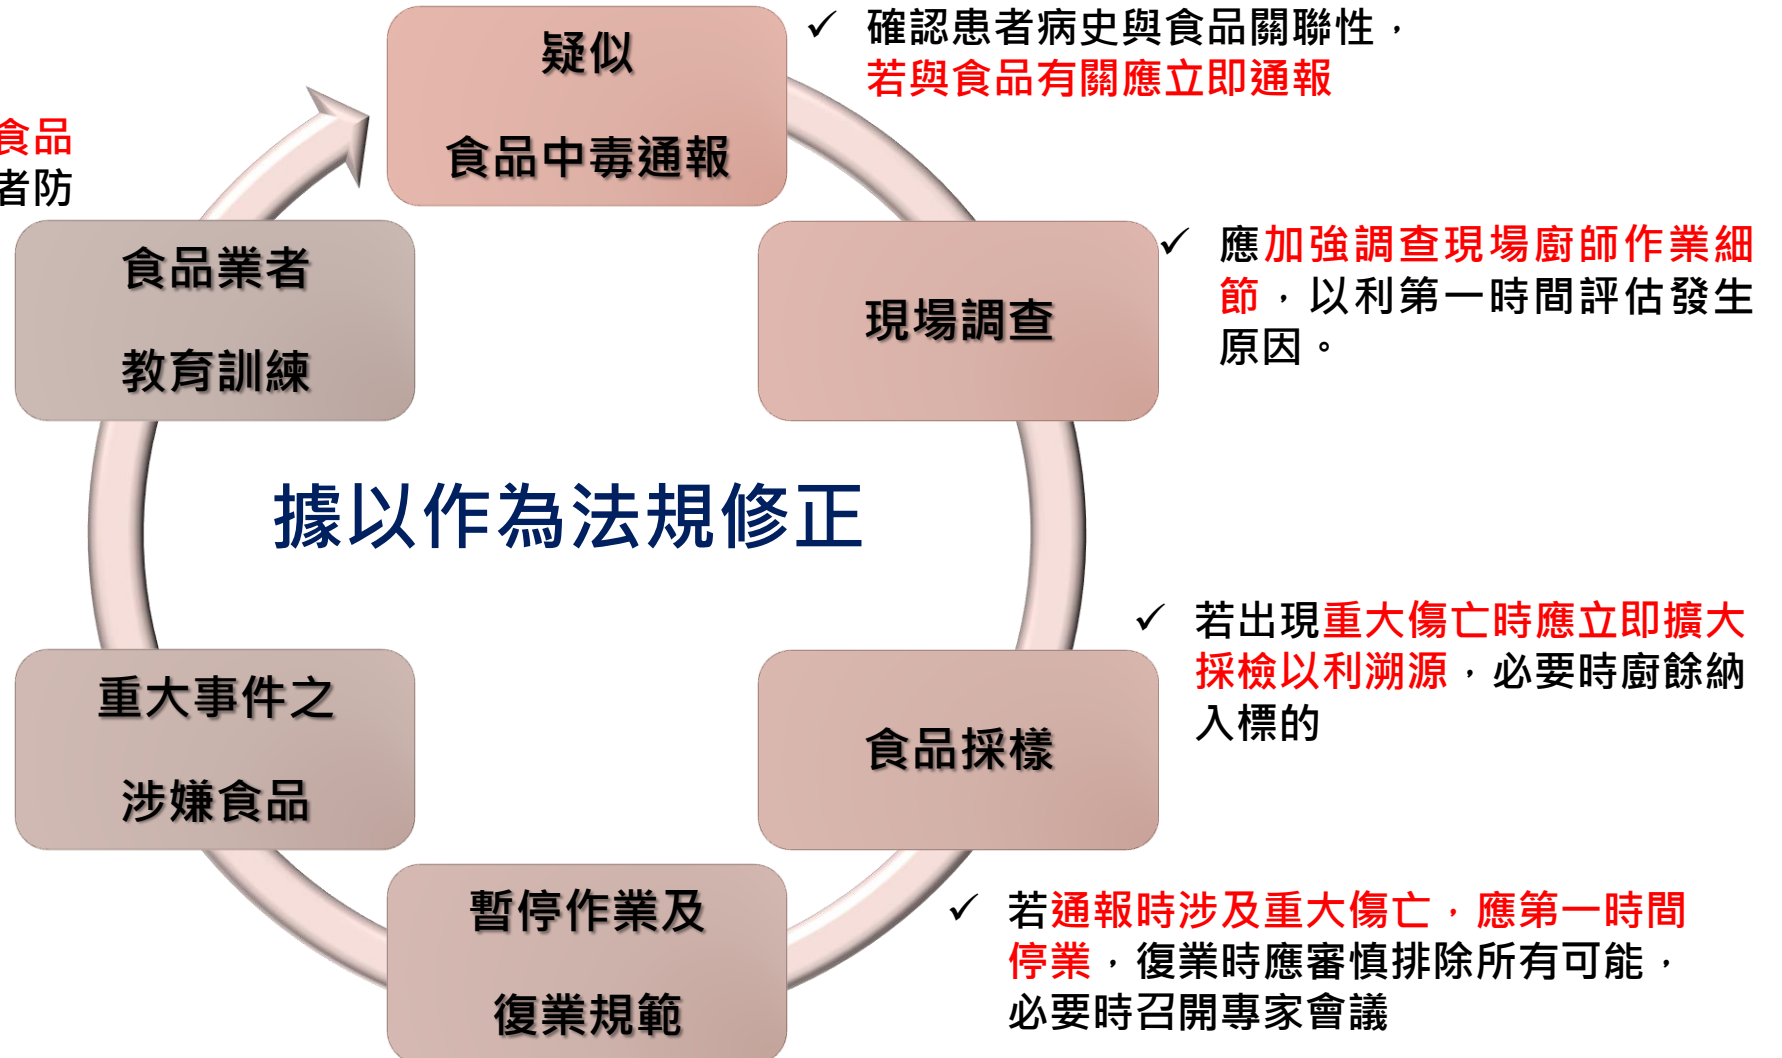 疑似
食品中毒通報
✓ 確認患者病史與食品關聯性，
若與食品有關應立即通報
食品
者防
食品業者
教育訓練
現場調查
✓ 應加強調查現場廚師作業細
節，以利第一時間評估發生
原因。
據以作為法規修正
重大事件之
涉嫌食品
食品採樣
✓ 若出現重大傷亡時應立即擴大
採檢以利溯源，必要時廚餘納
入標的
暫停作業及
復業規範
✓ 若通報時涉及重大傷亡，應第一時間
停業，復業時應審慎排除所有可能，
必要時召開專家會議